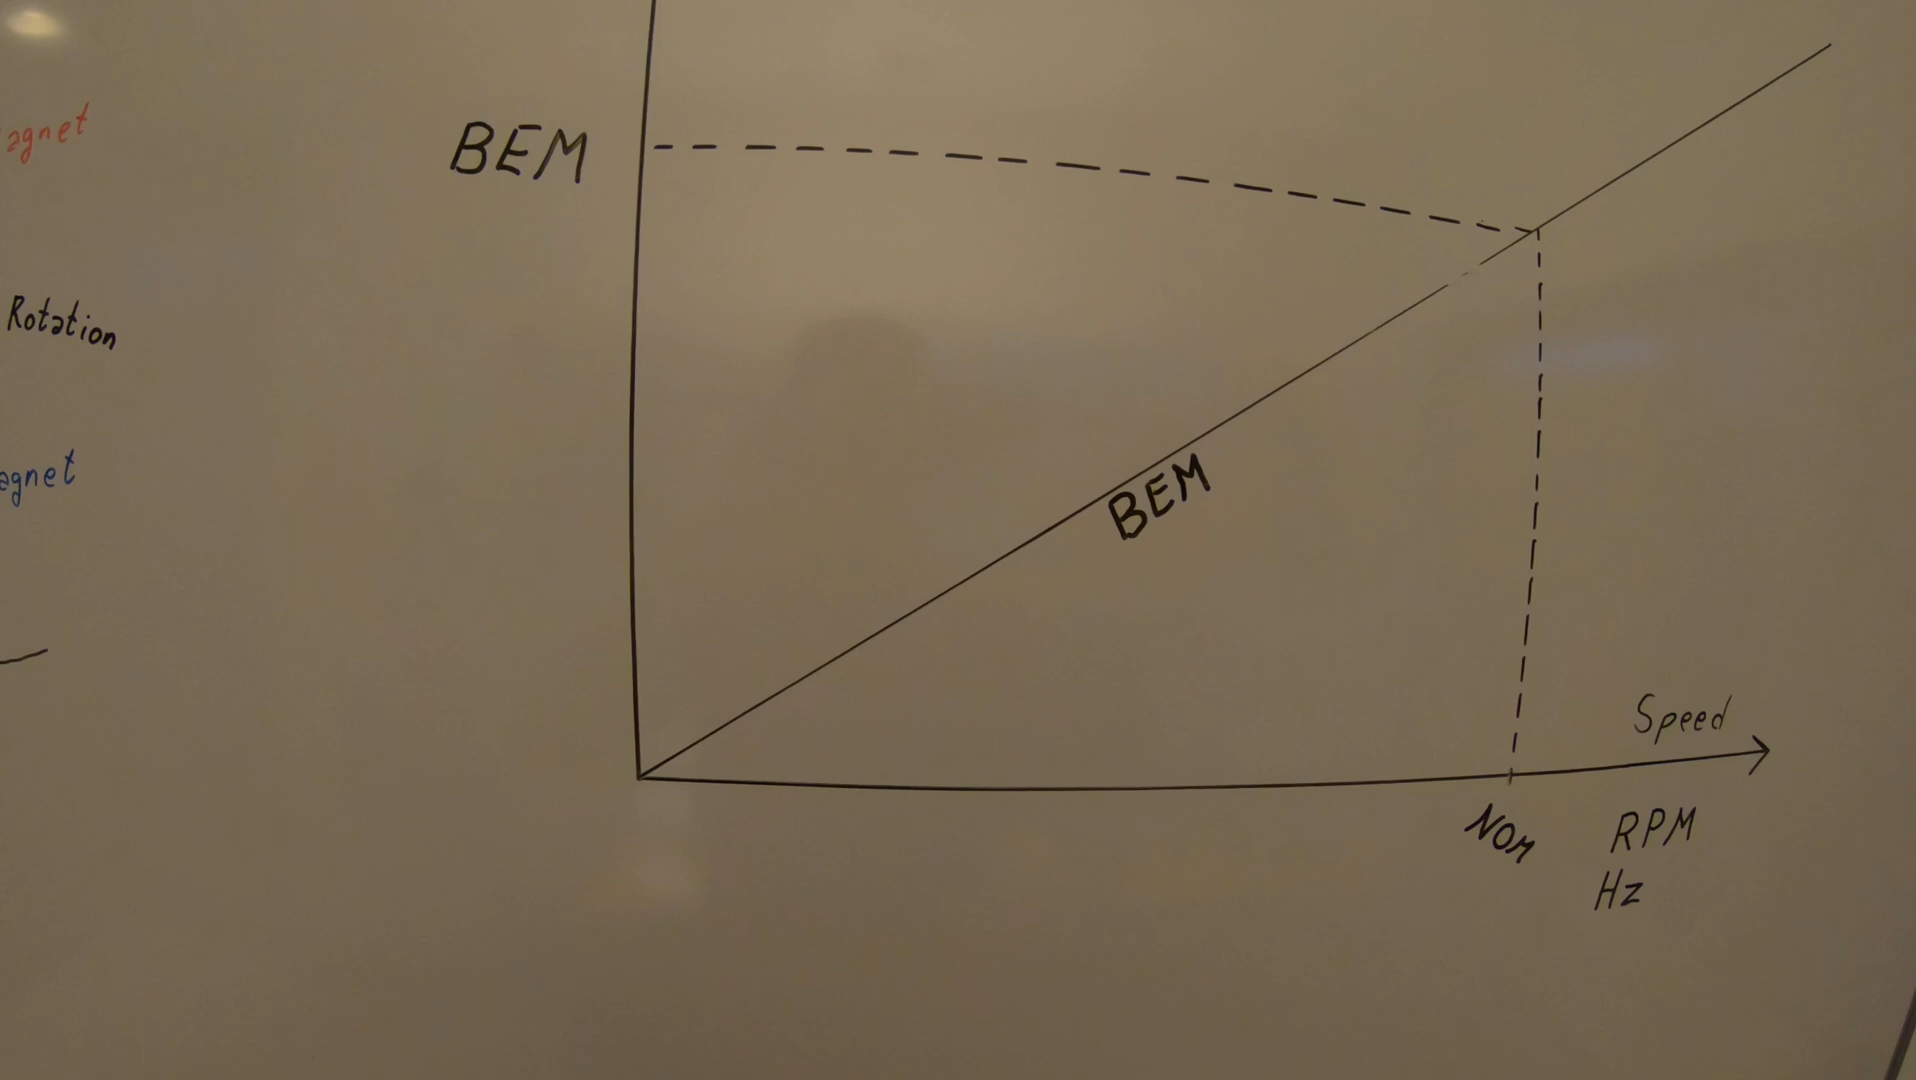 agnet
BEM
Rotation
agnet
BEM
Speed
NOM
RPM
Hz